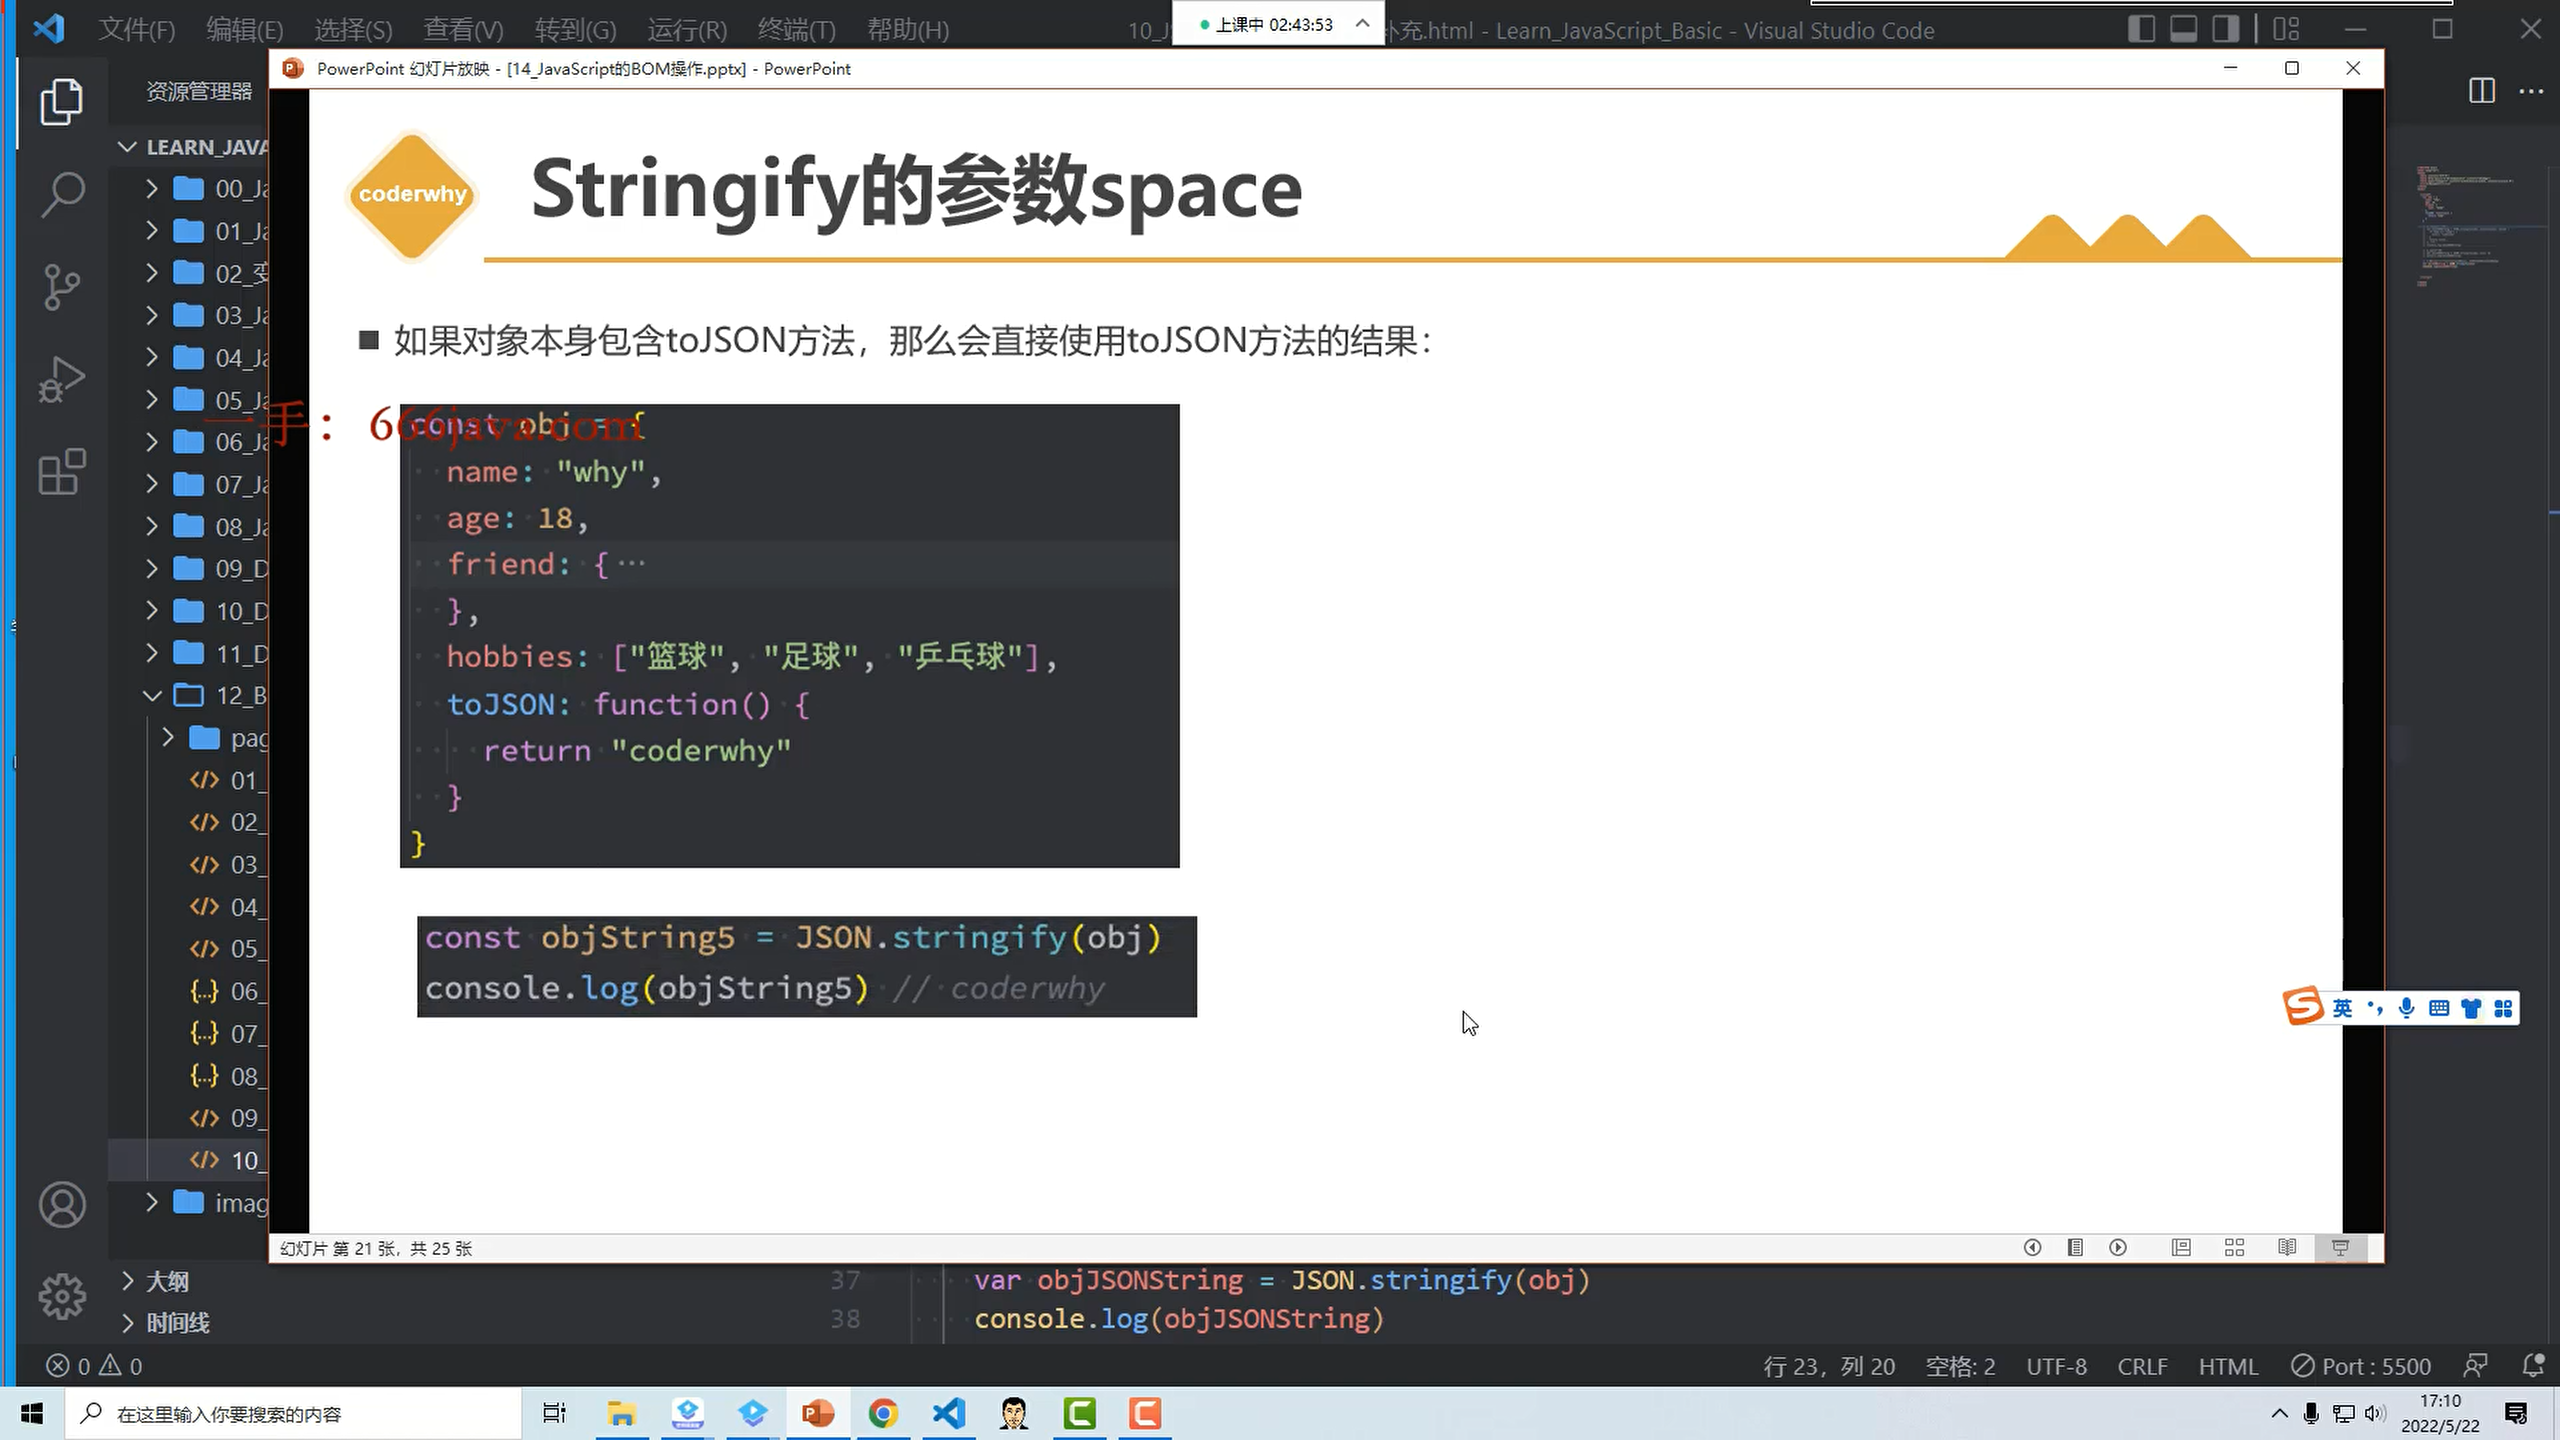 文件(F) 编辑(E) 选择(S) 查看(V) 转到(G) 运行(R) 终端(T) 帮助(H)
上课中 02:43:53
补充.html - Learn_JavaScript_Basic - Visual Studio Code
PowerPoint 幻灯片放映 - [14_JavaScript的BOM操作.pptx] - PowerPoint
资源管理器
LEARN_JAVA
00_Ja
01_Ja
02_变
03_Ja
04_Ja
05_Ja
06_Ja
07_Ja
08_Ja
09_D
10_D
11_D
12_B
pag
01_
02_
03_
04_
05_
06_
07_
08_
09_
10_
imag
大纲
时间线
coderwhy
Stringify的参数space
如果对象本身包含toJSON方法，那么会直接使用toJSON方法的结果：
一手：666java.com
const obj = {
name: "why",
age: 18,
friend: {···
},
hobbies: ["篮球", "足球", "乒乓球"],
toJSON: function() {
return "coderwhy"
}
}
const objString5 = JSON.stringify(obj)
console.log(objString5) // coderwhy
英
幻灯片 第 21 张，共 25 张
37 var objJSONString = JSON.stringify(obj)
38 console.log(objJSONString)
0 0
行 23，列 20 空格: 2 UTF-8 CRLF HTML Port : 5500
在这里输入你要搜索的内容
17:10
2022/5/22